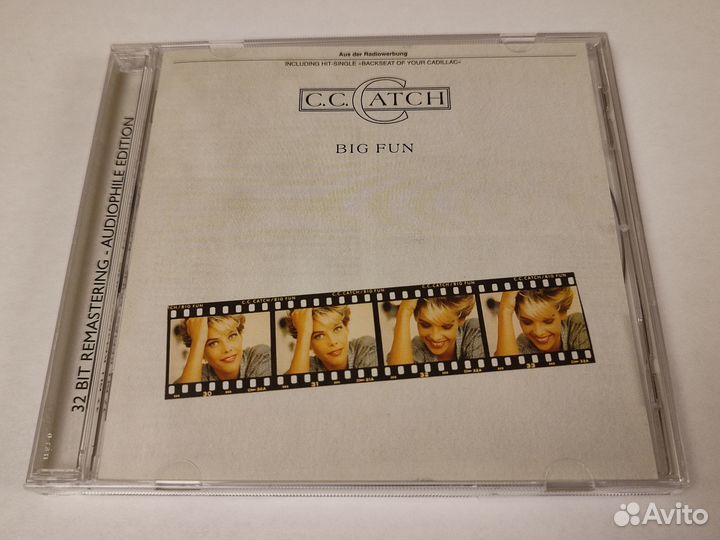 Aus der Radiowerbung
INCLUDING HIT-SINGLE »BACKSEAT OF YOUR CADILLAC«
C.C. CATCH
BIG FUN
32 BIT REMASTERING - AUDIOPHILE EDITION
CH/BIG FUN
C.C. CATCH/BIG FUN
C.C. CATCH/BIG FUN
C.C. CATCH/BIG FUN
30
31
32
33
Avito